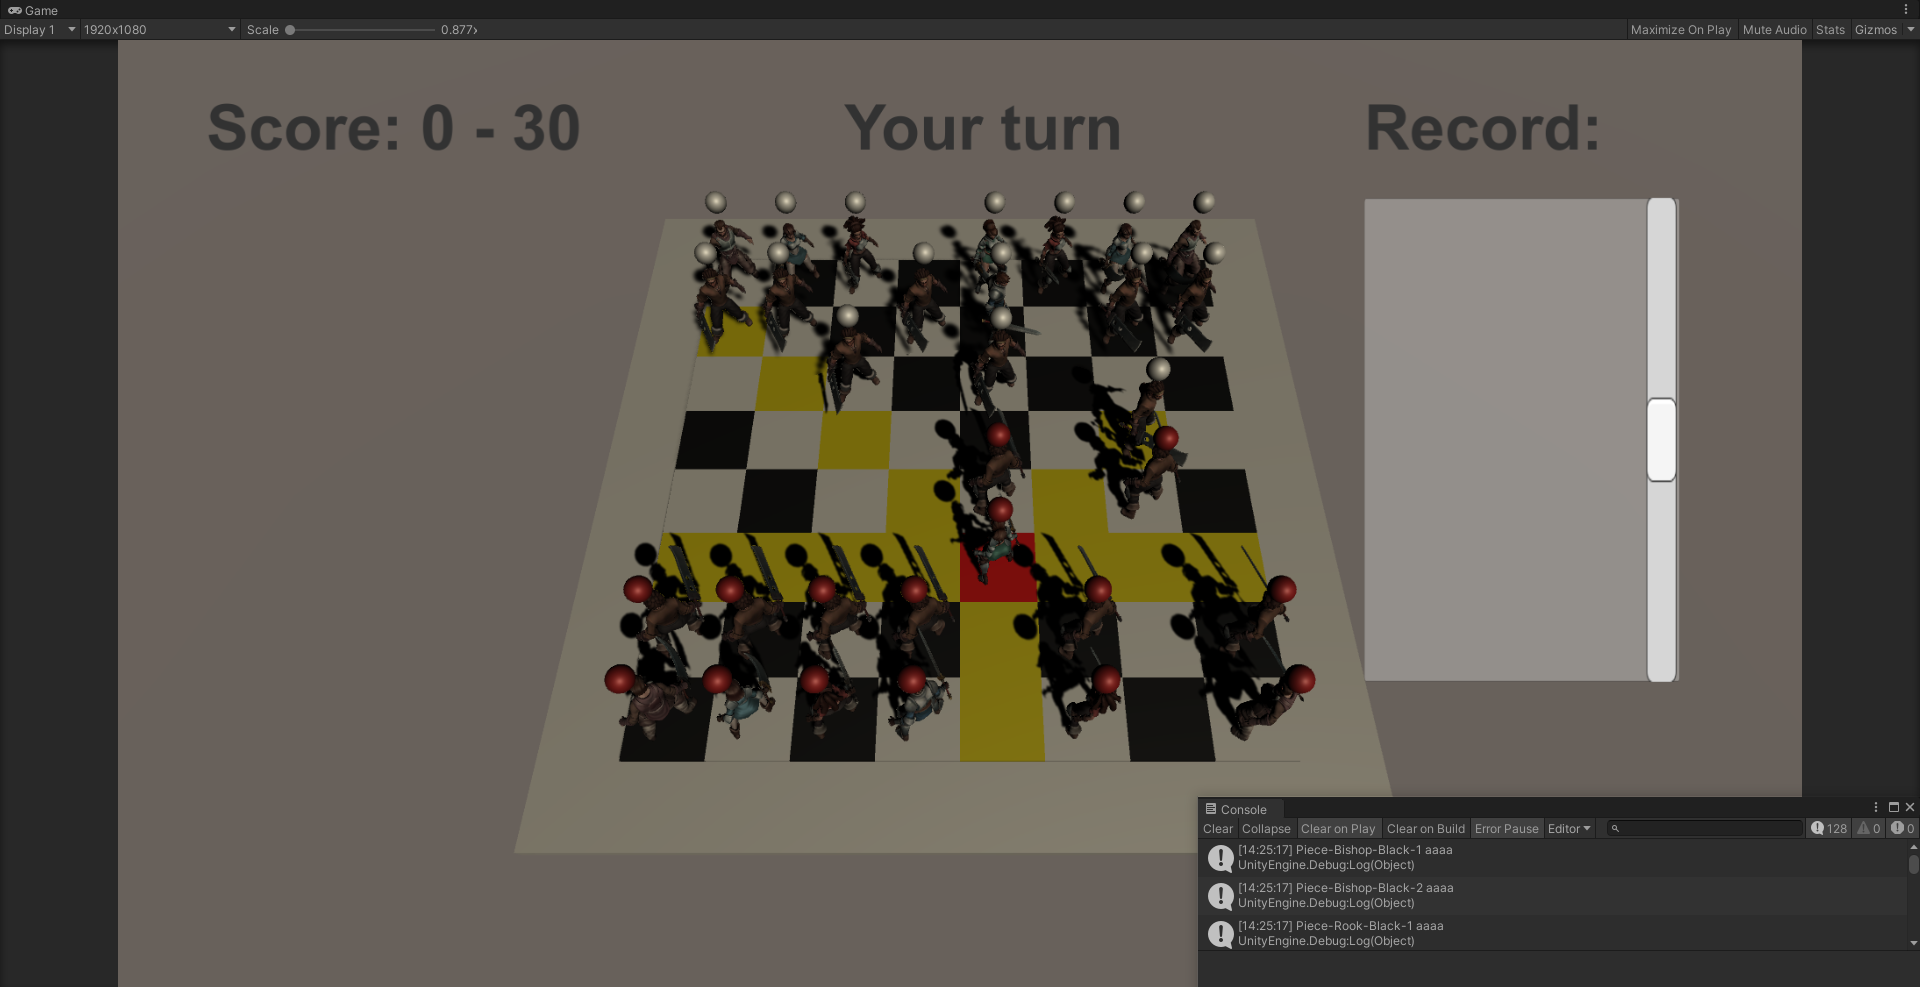 Game
Display 1 1920x1080 Scale 0.877x Maximize On Play Mute Audio Stats Gizmos
Score: 0 - 30 Your turn Record:
Console
Clear Collapse Clear on Play Clear on Build Error Pause Editor 128 0 0
[14:25:17] Piece-Bishop-Black-1 aaaa
UnityEngine.Debug:Log(Object)
[14:25:17] Piece-Bishop-Black-2 aaaa
UnityEngine.Debug:Log(Object)
[14:25:17] Piece-Rook-Black-1 aaaa
UnityEngine.Debug:Log(Object)